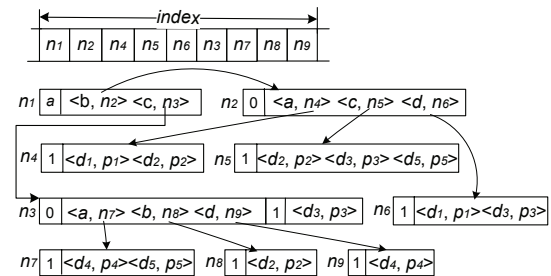 index
n1 n2 n4 n5 n6 n3 n7 n8 n9
n1 a <b, n2> <c, n3> n2 0 <a, n4> <c, n5> <d, n6>
n4 1 <d1, p1><d2, p2> n5 1 <d2, p2><d3, p3><d5, p5>
n3 0 <a, n7> <b, n8> <d, n9> 1 <d3, p3> n6 1 <d1, p1><d3, p3>
n7 1 <d4, p4><d5, p5> n8 1 <d2, p2> n9 1 <d4, p4>